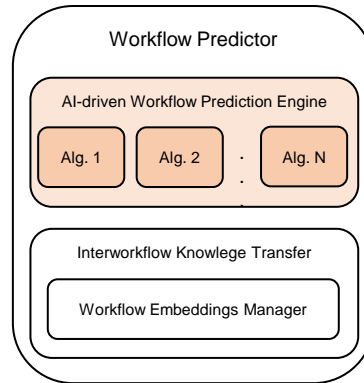 Workflow Predictor
AI-driven Workflow Prediction Engine
Alg. 1 Alg. 2 . . . Alg. N
Interworkflow Knowlege Transfer
Workflow Embeddings Manager